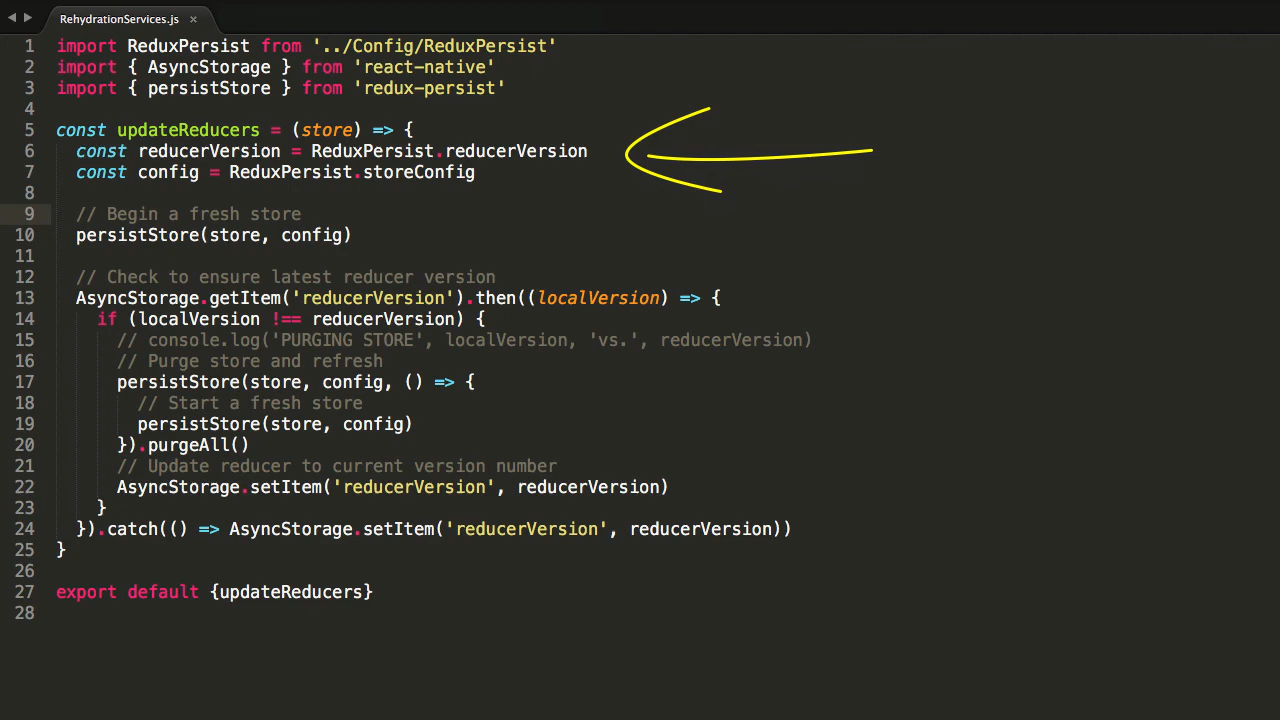 RehydrationServices.js ×
1 import ReduxPersist from '../Config/ReduxPersist'
2 import { AsyncStorage } from 'react-native'
3 import { persistStore } from 'redux-persist'
4
5 const updateReducers = (store) => {
6   const reducerVersion = ReduxPersist.reducerVersion
7   const config = ReduxPersist.storeConfig
8
9   // Begin a fresh store
10   persistStore(store, config)
11
12   // Check to ensure latest reducer version
13   AsyncStorage.getItem('reducerVersion').then((localVersion) => {
14     if (localVersion !== reducerVersion) {
15       // console.log('PURGING STORE', localVersion, 'vs.', reducerVersion)
16       // Purge store and refresh
17       persistStore(store, config, () => {
18         // Start a fresh store
19         persistStore(store, config)
20       }).purgeAll()
21       // Update reducer to current version number
22       AsyncStorage.setItem('reducerVersion', reducerVersion)
23     }
24   }).catch(() => AsyncStorage.setItem('reducerVersion', reducerVersion))
25 }
26
27 export default {updateReducers}
28